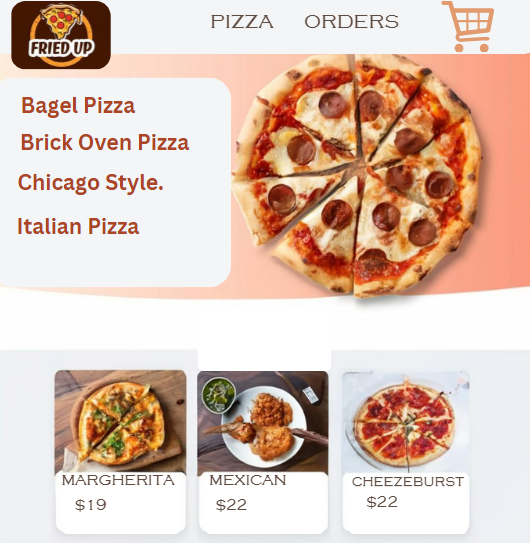 FRIED UP
PIZZA ORDERS
Bagel Pizza
Brick Oven Pizza
Chicago Style.
Italian Pizza
MARGHERITA
$19
MEXICAN
$22
CHEEZEBURST
$22